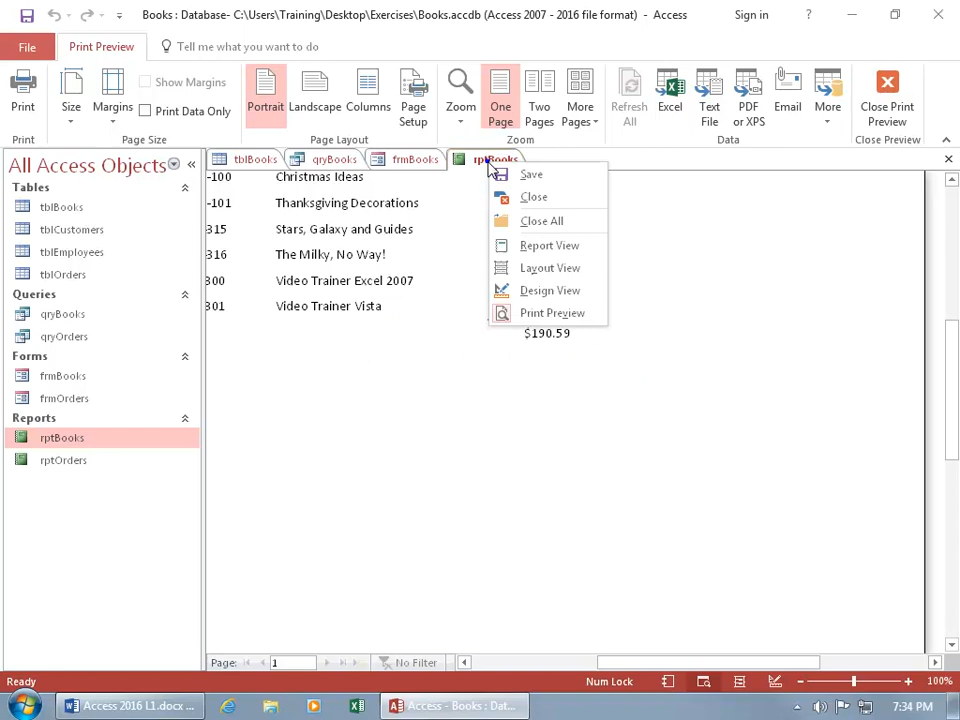 Books : Database- C:\Users\Training\Desktop\Exercises\Books.accdb (Access 2007 - 2016 file format) - Access
Sign in
?
File
Print Preview
Tell me what you want to do
Print
Size
Margins
Show Margins
Print Data Only
Portrait
Landscape
Columns
Page Setup
Zoom
One Page
Two Pages
More Pages
Refresh All
Excel
Text File
PDF or XPS
Email
More
Close Print Preview
Print
Page Size
Page Layout
Zoom
Data
Close Preview
All Access Objects
tblBooks
qryBooks
frmBooks
rptBooks
Tables
tblBooks
tblCustomers
tblEmployees
tblOrders
Queries
qryBooks
qryOrders
Forms
frmBooks
frmOrders
Reports
rptBooks
rptOrders
-100 Christmas Ideas
-101 Thanksgiving Decorations
315 Stars, Galaxy and Guides
316 The Milky, No Way!
300 Video Trainer Excel 2007
301 Video Trainer Vista
$190.59
Save
Close
Close All
Report View
Layout View
Design View
Print Preview
Page: 1
No Filter
Ready
Num Lock
100%
Access 2016 L1.docx ...
Access - Books : Dat...
7:34 PM